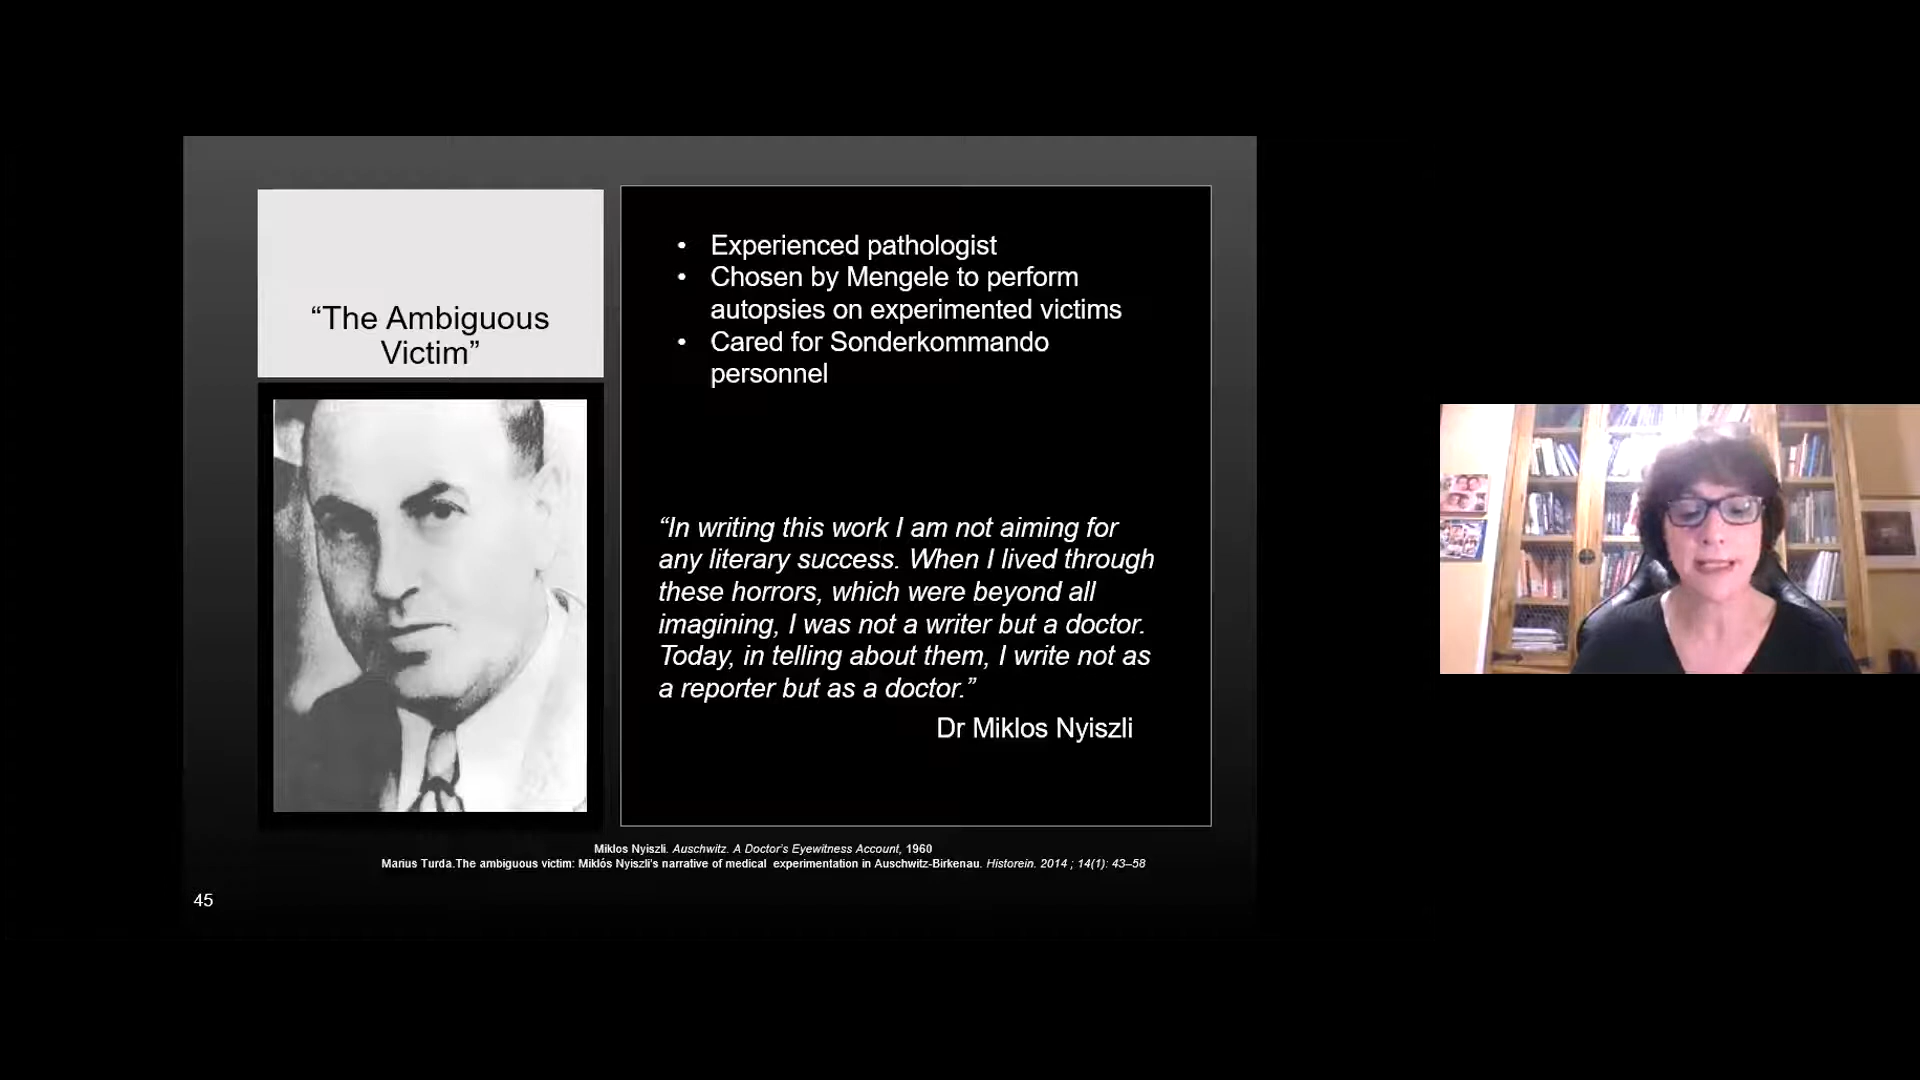 “The Ambiguous
Victim”
• Experienced pathologist
• Chosen by Mengele to perform
autopsies on experimented victims
• Cared for Sonderkommando
personnel
“In writing this work I am not aiming for
any literary success. When I lived through
these horrors, which were beyond all
imagining, I was not a writer but a doctor.
Today, in telling about them, I write not as
a reporter but as a doctor.”
Dr Miklos Nyiszli
Miklos Nyiszli. Auschwitz. A Doctor's Eyewitness Account, 1960
Marius Turda.The ambiguous victim: Miklós Nyiszli's narrative of medical experimentation in Auschwitz-Birkenau. Historein. 2014 ; 14(1): 43–58
45